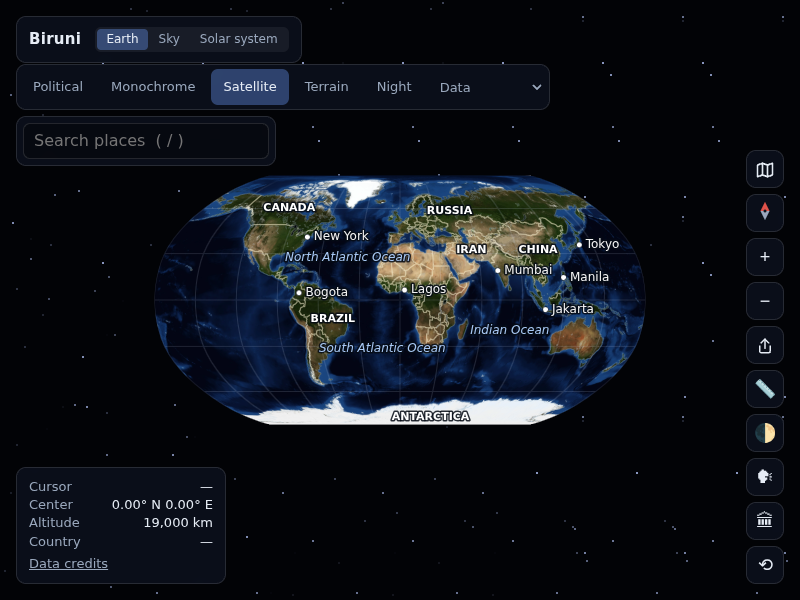 Biruni Earth Sky Solar system
Political Monochrome Satellite Terrain Night Data
Search places ( / )
CANADA
RUSSIA
New York
Tokyo
North Atlantic Ocean
IRAN
CHINA
Mumbai
Manila
Bogota
Lagos
Jakarta
BRAZIL
Indian Ocean
South Atlantic Ocean
ANTARCTICA
Cursor —
Center 0.00° N 0.00° E
Altitude 19,000 km
Country —
Data credits